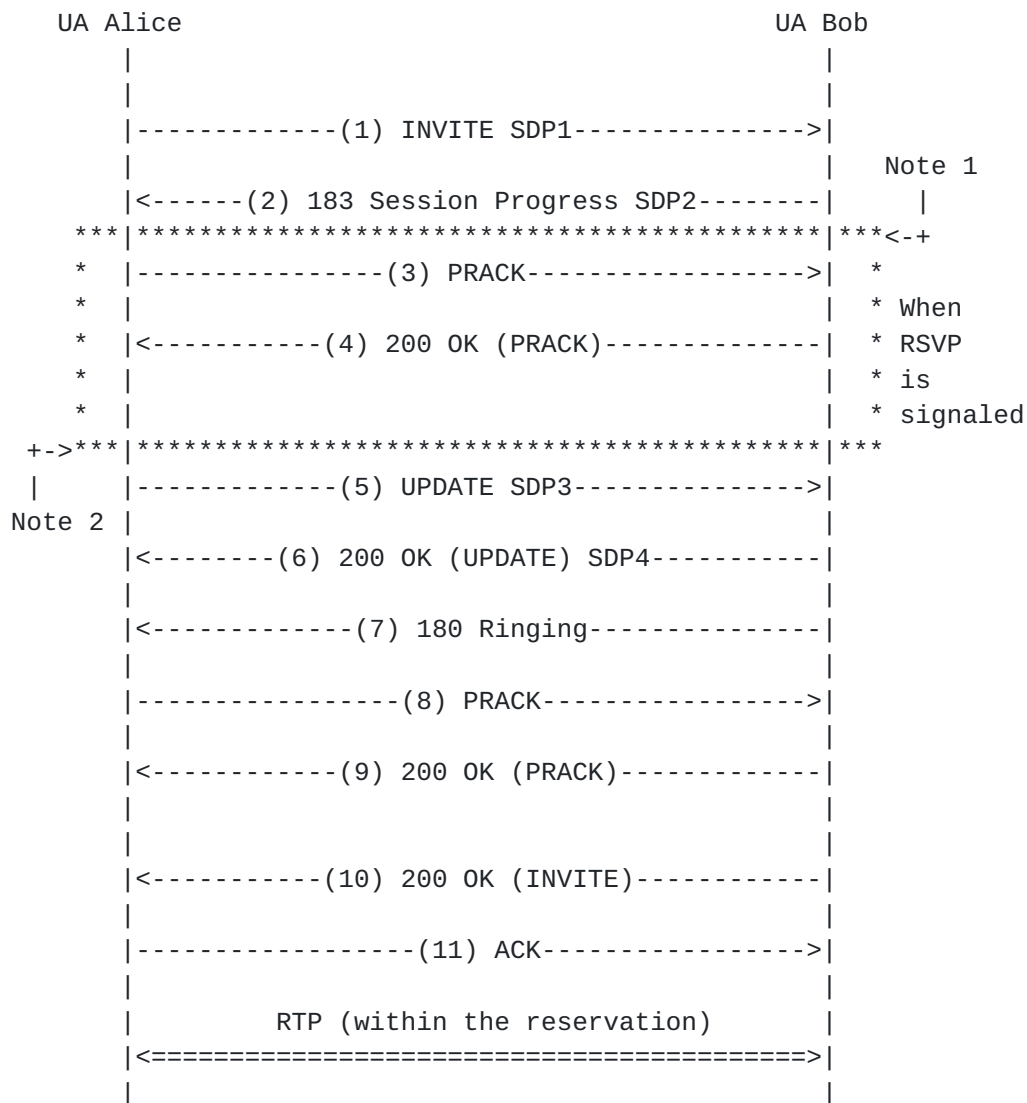 UA Alice                                      UA Bob
       |                                            |
       |                                            |
       |-------------(1) INVITE SDP1--------------->|
       |                                            |   Note 1
       |<------(2) 183 Session Progress SDP2--------|     |
    ***|********************************************|***<-+
    *  |----------------(3) PRACK------------------>|  *
    *  |                                            |  * When
    *  |<-----------(4) 200 OK (PRACK)--------------|  * RSVP
    *  |                                            |  * is
    *  |                                            |  * signaled
 +->***|********************************************|***
 |     |-------------(5) UPDATE SDP3--------------->|
Note 2 |                                            |
       |<--------(6) 200 OK (UPDATE) SDP4-----------|
       |                                            |
       |<-------------(7) 180 Ringing---------------|
       |                                            |
       |-----------------(8) PRACK----------------->|
       |                                            |
       |<------------(9) 200 OK (PRACK)-------------|
       |                                            |
       |                                            |
       |<-----------(10) 200 OK (INVITE)------------|
       |                                            |
       |------------------(11) ACK----------------->|
       |                                            |
       |         RTP (within the reservation)       |
       |<==========================================>|
       |                                            |